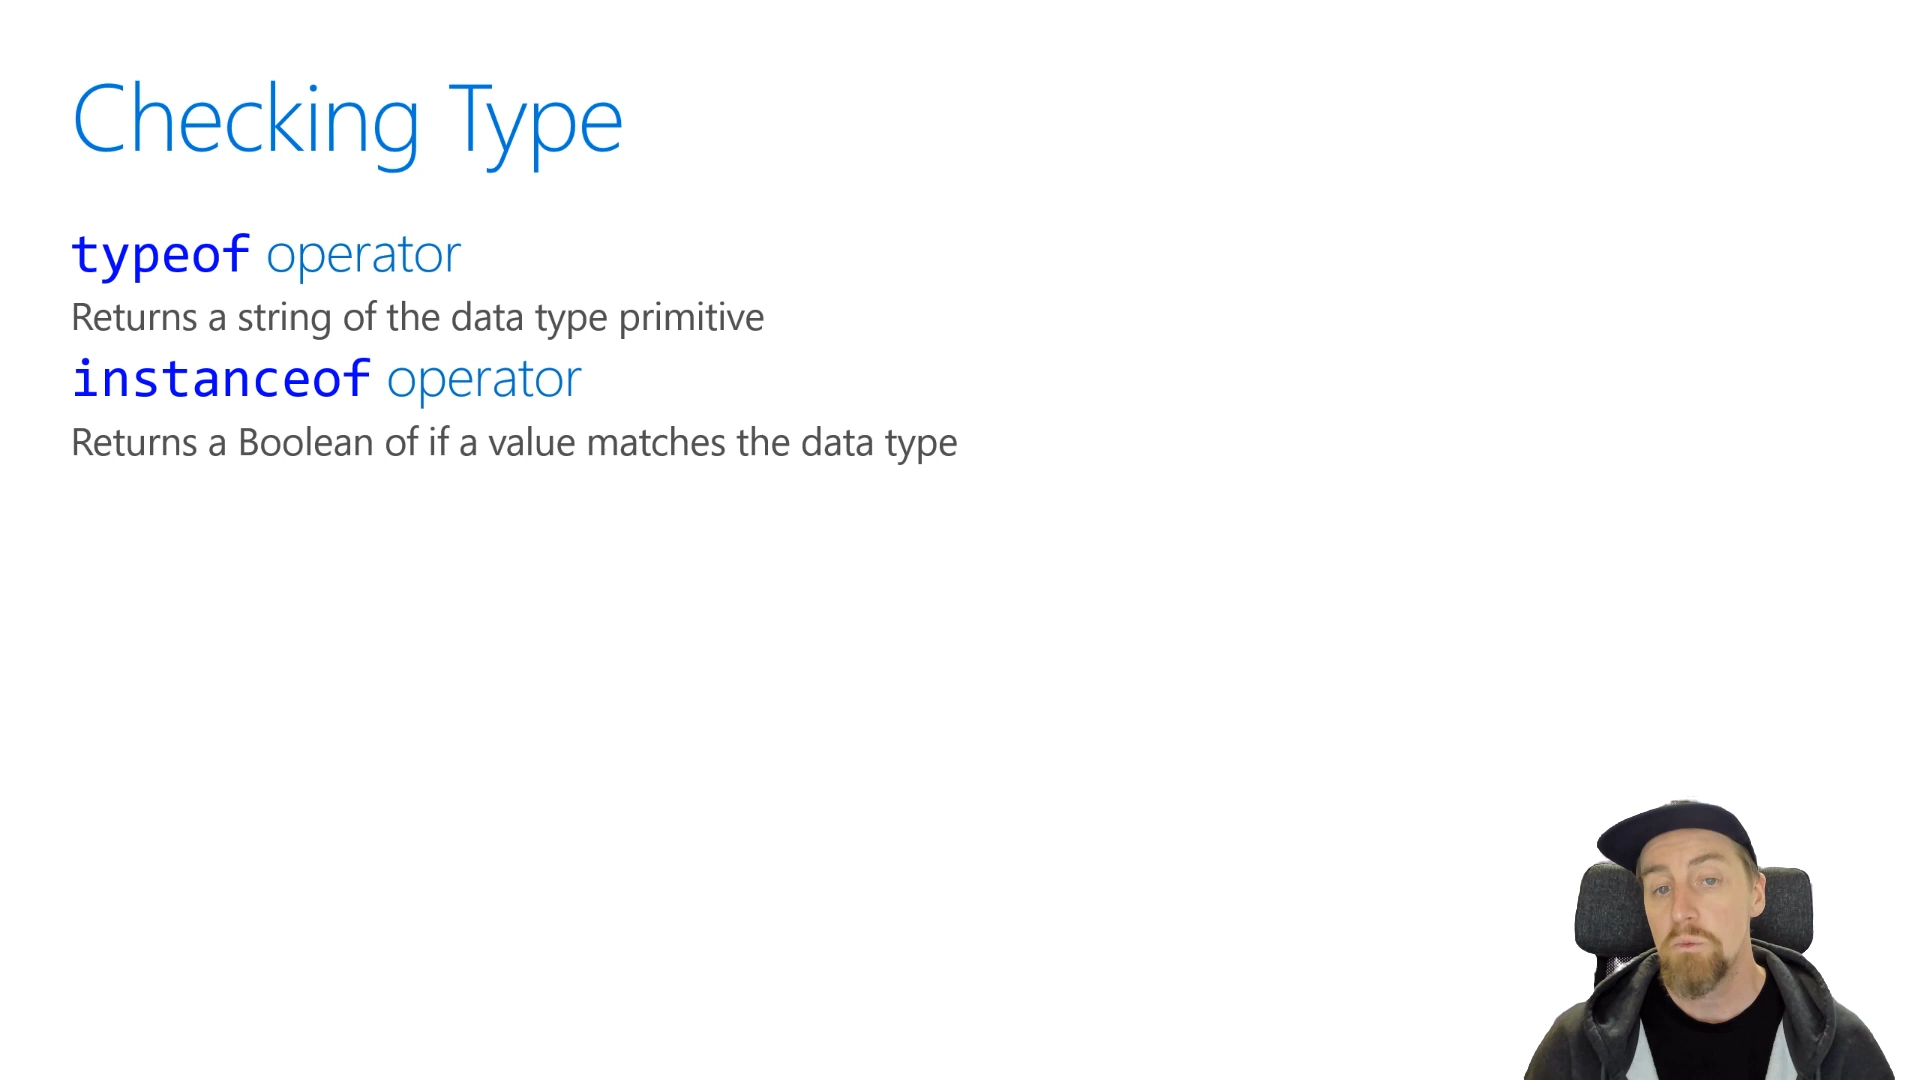 Checking Type
typeof operator
Returns a string of the data type primitive
instanceof operator
Returns a Boolean of if a value matches the data type